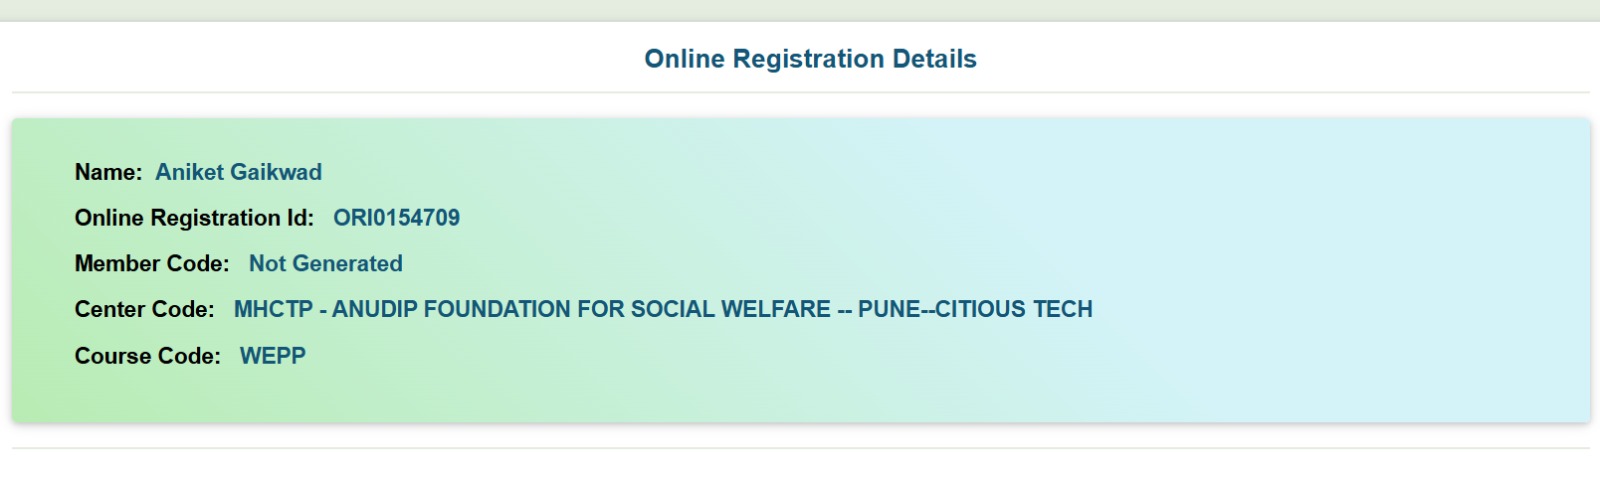 Online Registration Details
Name: Aniket Gaikwad
Online Registration Id: ORI0154709
Member Code: Not Generated
Center Code: MHCTP - ANUDIP FOUNDATION FOR SOCIAL WELFARE -- PUNE--CITIOUS TECH
Course Code: WEPP